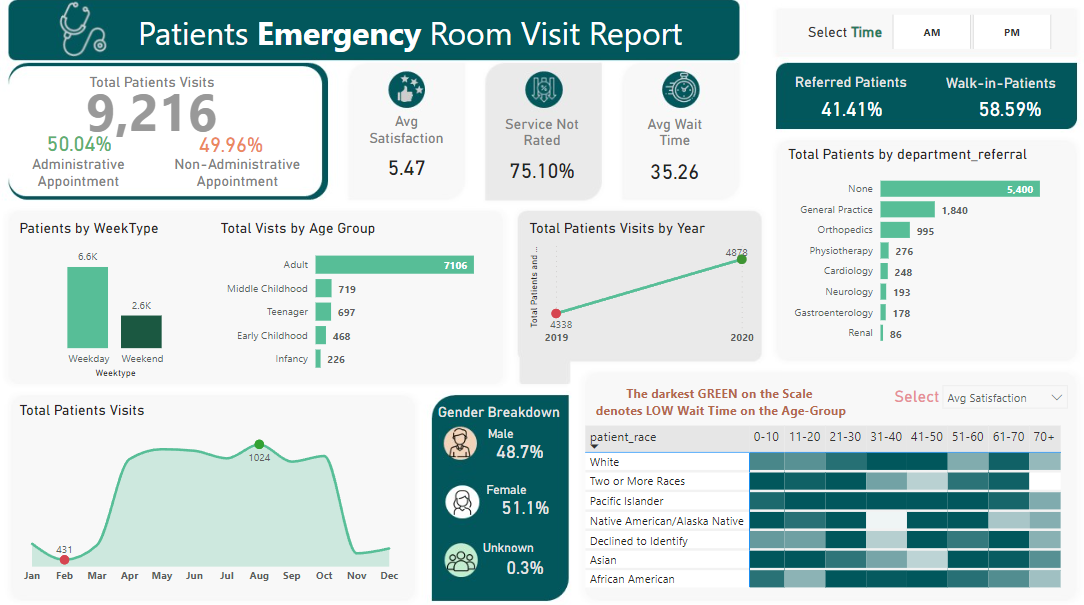 Patients Emergency Room Visit Report
Select Time
AM
PM
Total Patients Visits
9,216
50.04%
Administrative
Appointment
49.96%
Non-Administrative
Appointment
Avg
Satisfaction
5.47
Service Not
Rated
75.10%
Avg Wait
Time
35.26
Referred Patients
41.41%
Walk-in-Patients
58.59%
Total Patients by department_referral
None 5,400
General Practice 1,840
Orthopedics 995
Physiotherapy 276
Cardiology 248
Neurology 193
Gastroenterology 178
Renal 86
Patients by WeekType
6.6K
2.6K
Weekday Weekend
Weektype
Total Vists by Age Group
Adult 7106
Middle Childhood 719
Teenager 697
Early Childhood 468
Infancy 226
Total Patients Visits by Year
Total Patients and ...
4878
4338
2019 2020
Total Patients Visits
1024
431
Jan Feb Mar Apr May Jun Jul Aug Sep Oct Nov Dec
Gender Breakdown
Male
48.7%
Female
51.1%
Unknown
0.3%
The darkest GREEN on the Scale
denotes LOW Wait Time on the Age-Group
Select Avg Satisfaction
patient_race 0-10 11-20 21-30 31-40 41-50 51-60 61-70 70+
White
Two or More Races
Pacific Islander
Native American/Alaska Native
Declined to Identify
Asian
African American